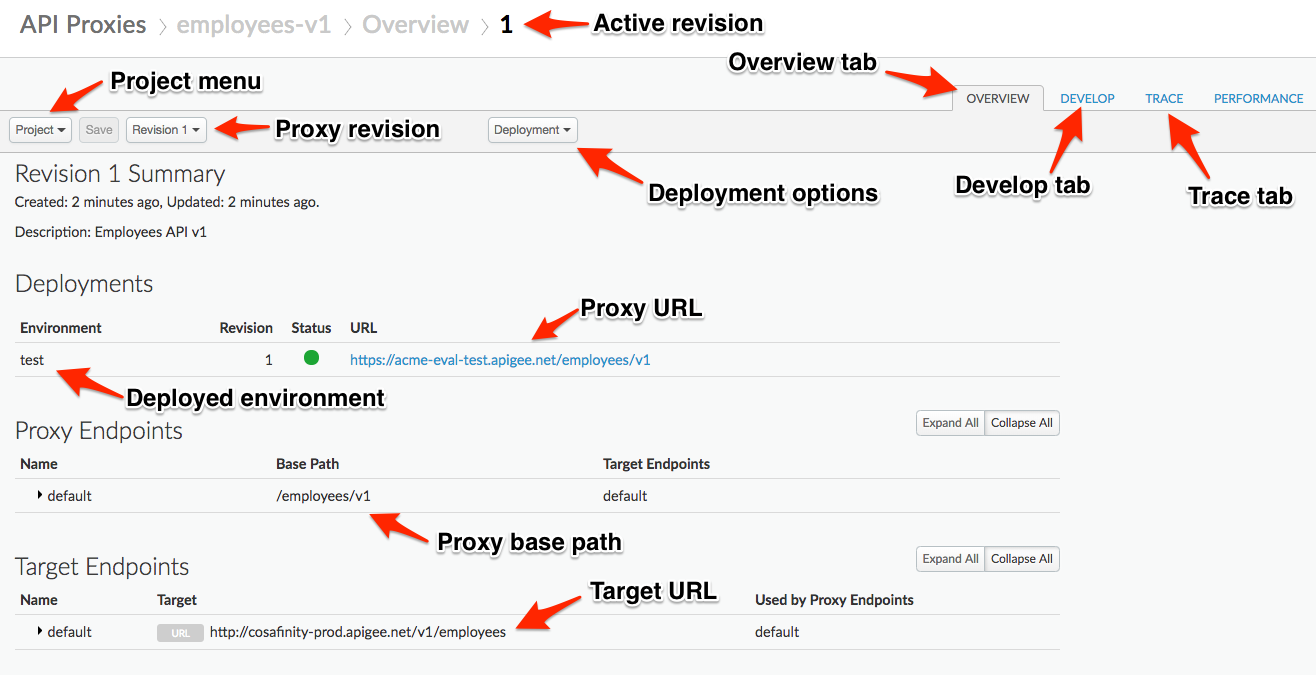 API Proxies > employees-v1 > Overview > 1 Active revision
Overview tab
Project menu
OVERVIEW DEVELOP TRACE PERFORMANCE
Project Save Revision 1 Proxy revision Deployment
Revision 1 Summary
Deployment options Develop tab Trace tab
Created: 2 minutes ago, Updated: 2 minutes ago.
Description: Employees API v1
Deployments
Proxy URL
Environment Revision Status URL
test 1 https://acme-eval-test.apigee.net/employees/v1
Deployed environment
Proxy Endpoints Expand All Collapse All
Name Base Path Target Endpoints
default /employees/v1 default
Proxy base path
Target Endpoints Expand All Collapse All
Target URL
Name Target Used by Proxy Endpoints
default URL http://cosafinity-prod.apigee.net/v1/employees default